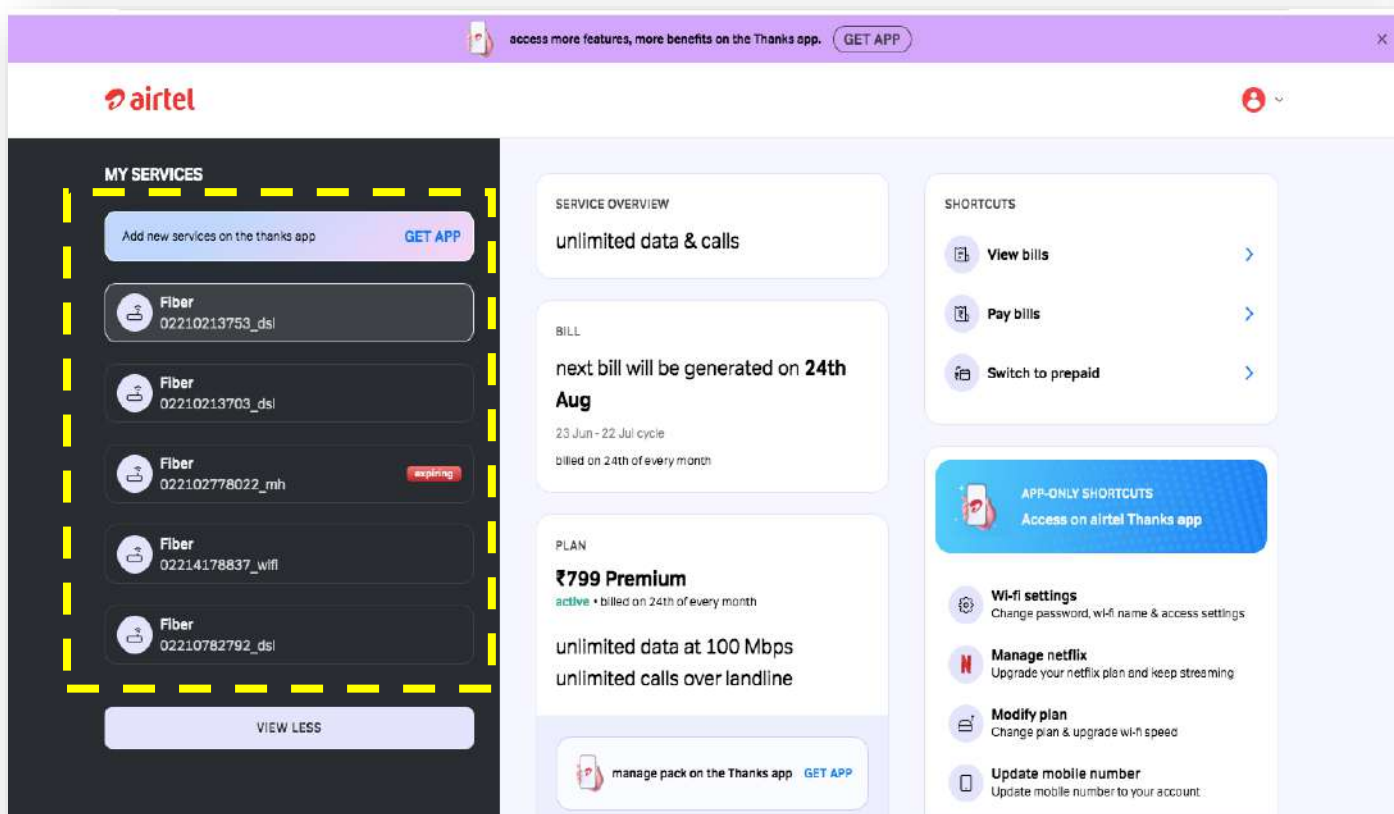 access more features, more benefits on the Thanks app. GET APP
airtel
MY SERVICES
Add new services on the thanks app GET APP
Fiber
02210213753_dsl
Fiber
02210213703_dsl
Fiber
022102778022_mh
expiring
Fiber
02214178837_wifi
Fiber
02210782792_dsl
VIEW LESS
SERVICE OVERVIEW
unlimited data & calls
BILL
next bill will be generated on 24th
Aug
23 Jun - 22 Jul cycle
billed on 24th of every month
PLAN
₹799 Premium
active • billed on 24th of every month
unlimited data at 100 Mbps
unlimited calls over landline
manage pack on the Thanks app GET APP
SHORTCUTS
View bills
Pay bills
Switch to prepaid
APP-ONLY SHORTCUTS
Access on airtel Thanks app
Wi-fi settings
Change password, wi-fi name & access settings
Manage netflix
Upgrade your netflix plan and keep streaming
Modify plan
Change plan & upgrade wi-fi speed
Update mobile number
Update mobile number to your account